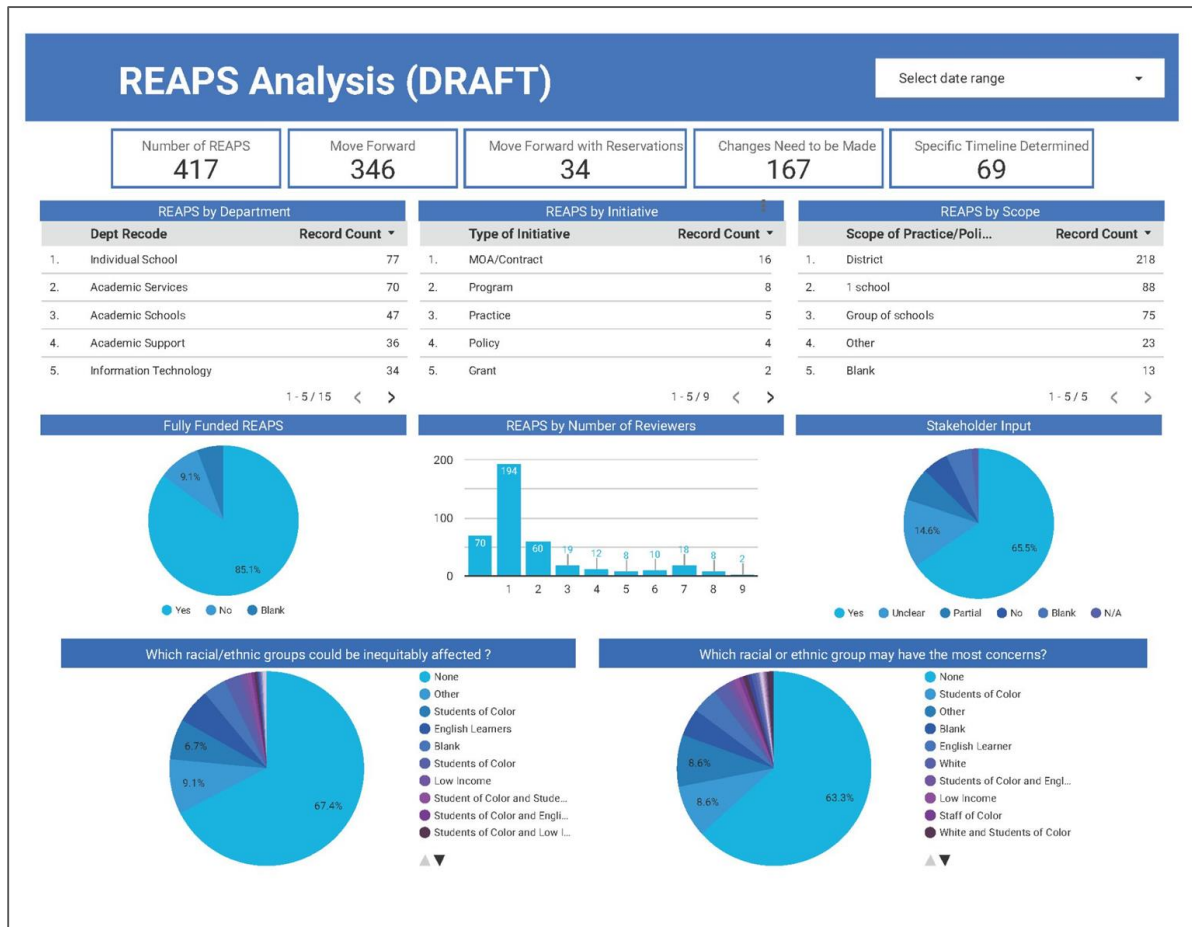 REAPS Analysis (DRAFT)
Select date range
Number of REAPS
417
Move Forward
346
Move Forward with Reservations
34
Changes Need to be Made
167
Specific Timeline Determined
69
REAPS by Department
Dept Recode Record Count
1. Individual School 77
2. Academic Services 70
3. Academic Schools 47
4. Academic Support 36
5. Information Technology 34
1 - 5 / 15
REAPS by Initiative
Type of Initiative Record Count
1. MOA/Contract 16
2. Program 8
3. Practice 5
4. Policy 4
5. Grant 2
1 - 5 / 9
REAPS by Scope
Scope of Practice/Poli... Record Count
1. District 218
2. 1 school 88
3. Group of schools 75
4. Other 23
5. Blank 13
1 - 5 / 5
Fully Funded REAPS
9.1%
85.1%
Yes No Blank
REAPS by Number of Reviewers
200
100
0
70 194 60 19 12 8 10 18 8 2
1 2 3 4 5 6 7 8 9
Stakeholder Input
14.6%
65.5%
Yes Unclear Partial No Blank N/A
Which racial/ethnic groups could be inequitably affected ?
6.7%
9.1%
67.4%
None
Other
Students of Color
English Learners
Blank
Students of Color
Low Income
Student of Color and Stude...
Students of Color and Engli...
Students of Color and Low I...
Which racial or ethnic group may have the most concerns?
8.6%
8.6%
63.3%
None
Students of Color
Other
Blank
English Learner
White
Students of Color and Engl...
Low Income
Staff of Color
White and Students of Color